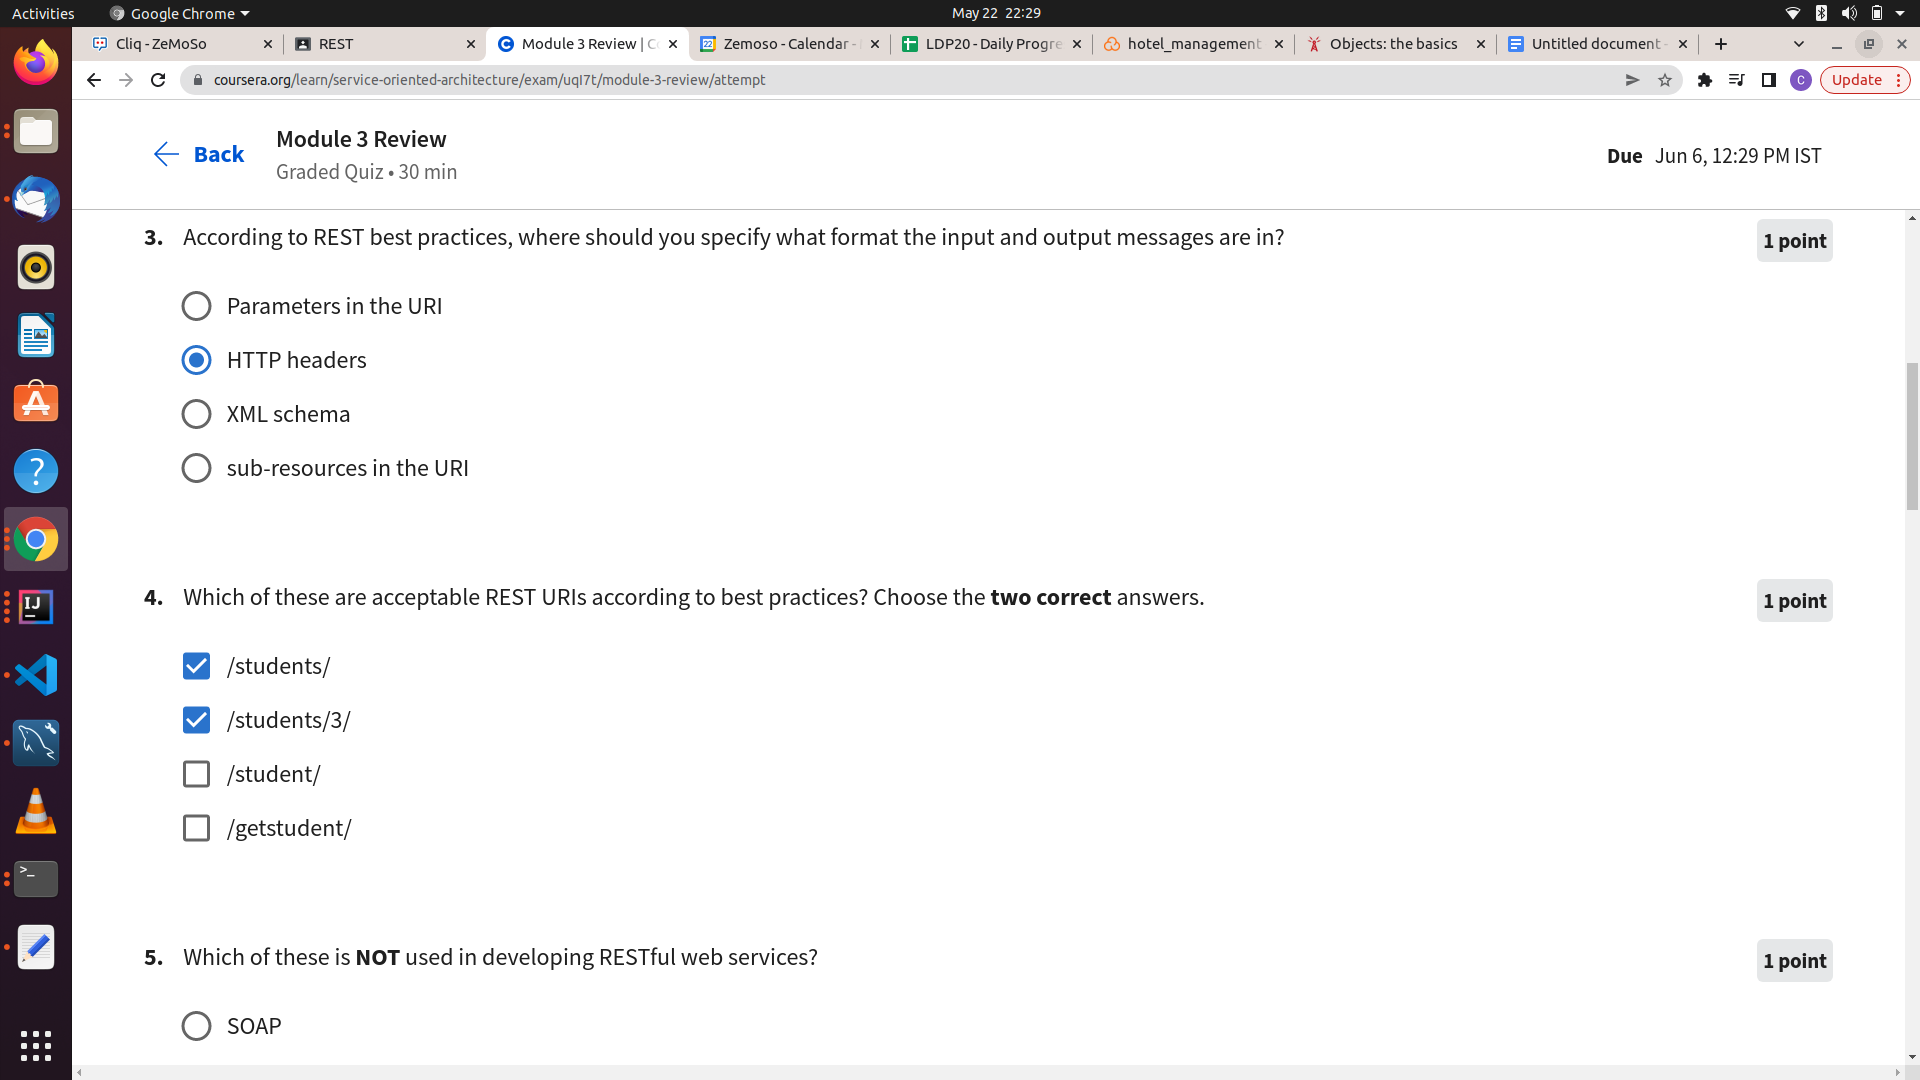 Activities
Google Chrome
May 22 22:29
Cliq - ZeMoSo
REST
Module 3 Review | C
Zemoso - Calendar -
LDP20 - Daily Progre
hotel_management
Objects: the basics
Untitled document -
coursera.org/learn/service-oriented-architecture/exam/uqI7t/module-3-review/attempt
C
Update
Back
Module 3 Review
Graded Quiz • 30 min
Due Jun 6, 12:29 PM IST
3. According to REST best practices, where should you specify what format the input and output messages are in?
1 point
Parameters in the URI
HTTP headers
XML schema
sub-resources in the URI
4. Which of these are acceptable REST URIs according to best practices? Choose the two correct answers.
1 point
/students/
/students/3/
/student/
/getstudent/
5. Which of these is NOT used in developing RESTful web services?
1 point
SOAP